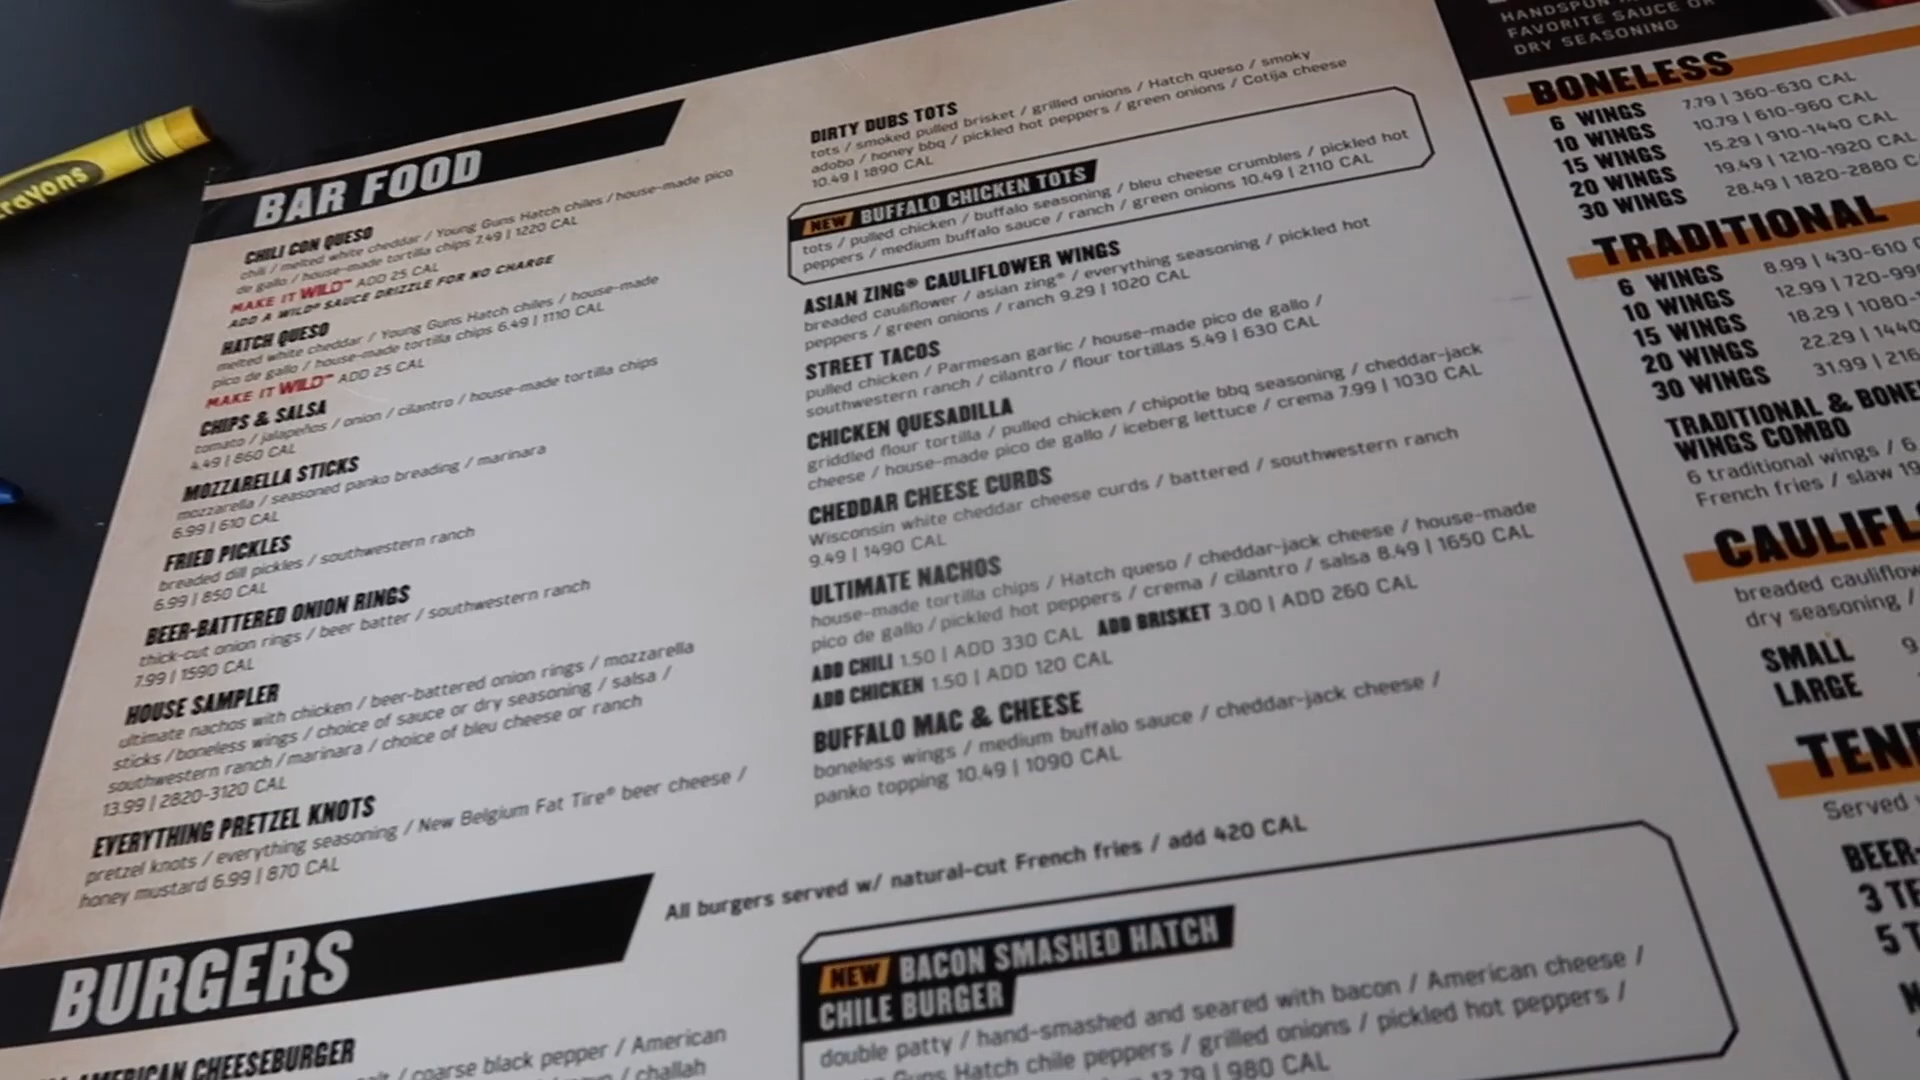 crayons
BAR FOOD
CHILI CON QUESO
chili / melted white cheddar / Young Guns Hatch chiles / house-made pico
de gallo / house-made tortilla chips 7.49 | 1220 CAL
MAKE IT WILD™ ADD 25 CAL
ADD A WILD® SAUCE DRIZZLE FOR NO CHARGE
HATCH QUESO
melted white cheddar / Young Guns Hatch chiles / house-made
pico de gallo / house-made tortilla chips 6.49 | 1110 CAL
MAKE IT WILD™ ADD 25 CAL
CHIPS & SALSA
tomato / jalapeños / onion / cilantro / house-made tortilla chips
4.49 | 860 CAL
MOZZARELLA STICKS
mozzarella / seasoned panko breading / marinara
6.99 | 610 CAL
FRIED PICKLES
breaded dill pickles / southwestern ranch
6.99 | 850 CAL
BEER-BATTERED ONION RINGS
thick-cut onion rings / beer batter / southwestern ranch
7.99 | 1590 CAL
HOUSE SAMPLER
ultimate nachos with chicken / beer-battered onion rings / mozzarella
sticks / boneless wings / choice of sauce or dry seasoning / salsa /
southwestern ranch / marinara / choice of bleu cheese or ranch
13.99 | 2820-3120 CAL
EVERYTHING PRETZEL KNOTS
pretzel knots / everything seasoning / New Belgium Fat Tire® beer cheese /
honey mustard 6.99 | 870 CAL
DIRTY DUBS TOTS
tots / smoked pulled brisket / grilled onions / Hatch queso / smoky
adobo / honey bbq / pickled hot peppers / green onions / Cotija cheese
10.49 | 1890 CAL
NEW BUFFALO CHICKEN TOTS
tots / pulled chicken / buffalo seasoning / bleu cheese crumbles / pickled hot
peppers / medium buffalo sauce / ranch / green onions 10.49 | 2110 CAL
ASIAN ZING® CAULIFLOWER WINGS
breaded cauliflower / asian zing® / everything seasoning / pickled hot
peppers / green onions / ranch 9.29 | 1020 CAL
STREET TACOS
pulled chicken / Parmesan garlic / house-made pico de gallo /
southwestern ranch / cilantro / flour tortillas 5.49 | 630 CAL
CHICKEN QUESADILLA
griddled flour tortilla / pulled chicken / chipotle bbq seasoning / cheddar-jack
cheese / house-made pico de gallo / iceberg lettuce / crema 7.99 | 1030 CAL
CHEDDAR CHEESE CURDS
Wisconsin white cheddar cheese curds / battered / southwestern ranch
9.49 | 1490 CAL
ULTIMATE NACHOS
house-made tortilla chips / Hatch queso / cheddar-jack cheese / house-made
pico de gallo / pickled hot peppers / crema / cilantro / salsa 8.49 | 1650 CAL
ADD CHILI 1.50 | ADD 330 CAL ADD BRISKET 3.00 | ADD 260 CAL
ADD CHICKEN 1.50 | ADD 120 CAL
BUFFALO MAC & CHEESE
boneless wings / medium buffalo sauce / cheddar-jack cheese /
panko topping 10.49 | 1090 CAL
BURGERS
All burgers served w/ natural-cut French fries / add 420 CAL
AMERICAN CHEESEBURGER
/ coarse black pepper / American
/ challah
NEW BACON SMASHED HATCH
CHILE BURGER
double patty / hand-smashed and seared with bacon / American cheese /
Guns Hatch chile peppers / grilled onions / pickled hot peppers /
12.79 | 980 CAL
HANDSPUN
FAVORITE SAUCE OR
DRY SEASONING
BONELESS
6 WINGS 7.79 | 360-630 CAL
10 WINGS 10.79 | 610-960 CAL
15 WINGS 15.29 | 910-1440 CAL
20 WINGS 19.49 | 1210-1920 CAL
30 WINGS 28.49 | 1820-2880 C
TRADITIONAL
6 WINGS 8.99 | 430-610
10 WINGS 12.99 | 720-99
15 WINGS 18.29 | 1080-
20 WINGS 22.29 | 1440
30 WINGS 31.99 | 216
TRADITIONAL & BONE
WINGS COMBO
6 traditional wings / 6
French fries / slaw 19
CAULIFL
breaded cauliflow
dry seasoning /
SMALL 9.
LARGE
TEND
Served
BEER-
3 TE
5 T